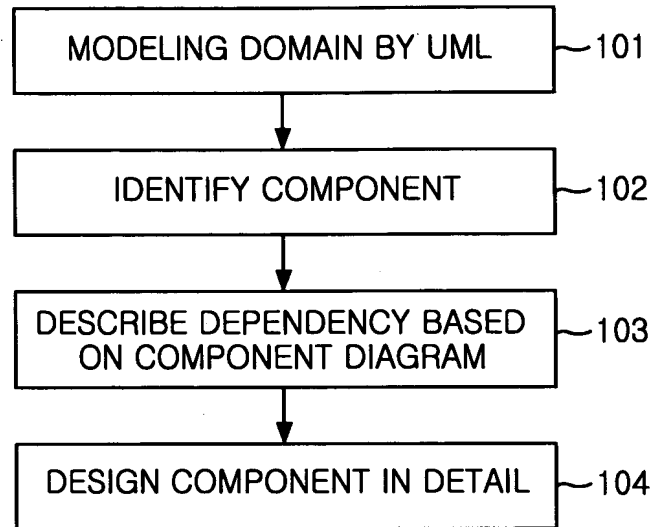 MODELING DOMAIN BY UML 101
IDENTIFY COMPONENT 102
DESCRIBE DEPENDENCY BASED
ON COMPONENT DIAGRAM 103
DESIGN COMPONENT IN DETAIL 104